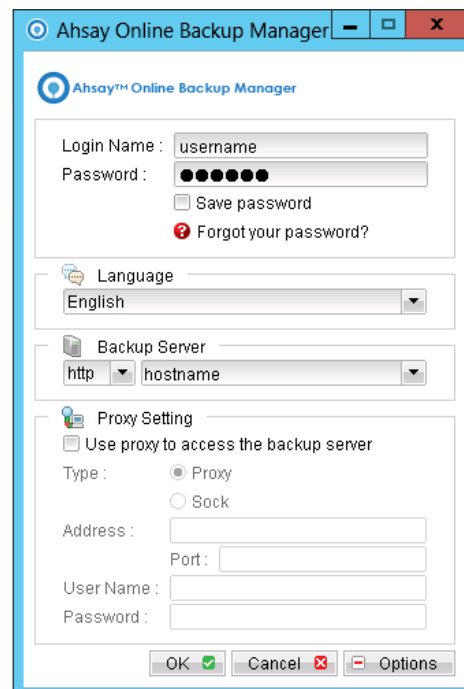 Ahsay Online Backup Manager
Ahsay™ Online Backup Manager
Login Name : username
Password : ●●●●●●
Save password
Forgot your password?
Language
English
Backup Server
http hostname
Proxy Setting
Use proxy to access the backup server
Type : Proxy
Sock
Address :
Port :
User Name :
Password :
OK Cancel Options